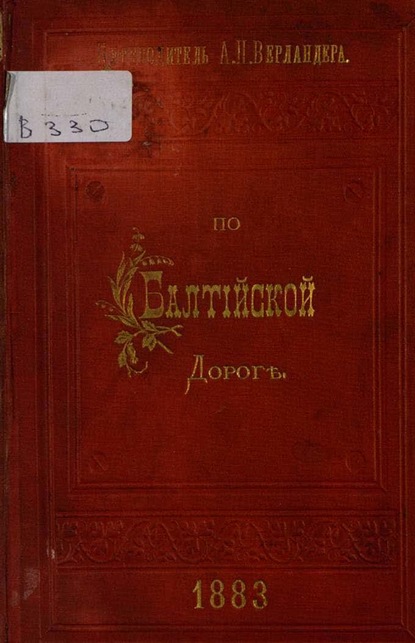 Путеводитель А.П.Верландера.
В 330
по
Балтійской
Дорогѣ.
1883